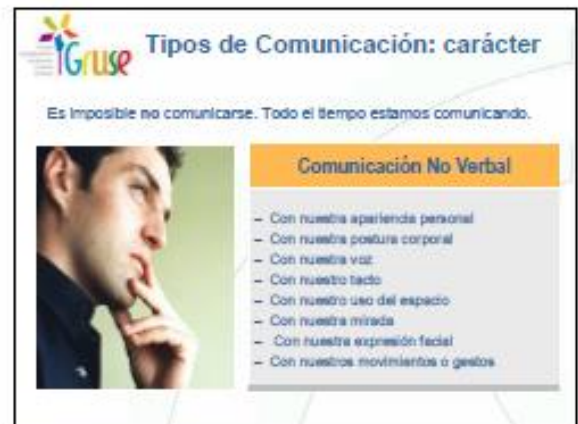 Gruse
Tipos de Comunicación: carácter
Es imposible no comunicarse. Todo el tiempo estamos comunicando.
Comunicación No Verbal
– Con nuestra apariencia personal
– Con nuestra postura corporal
– Con nuestra voz
– Con nuestro tacto
– Con nuestro uso del espacio
– Con nuestra mirada
– Con nuestra expresión facial
– Con nuestros movimientos o gestos